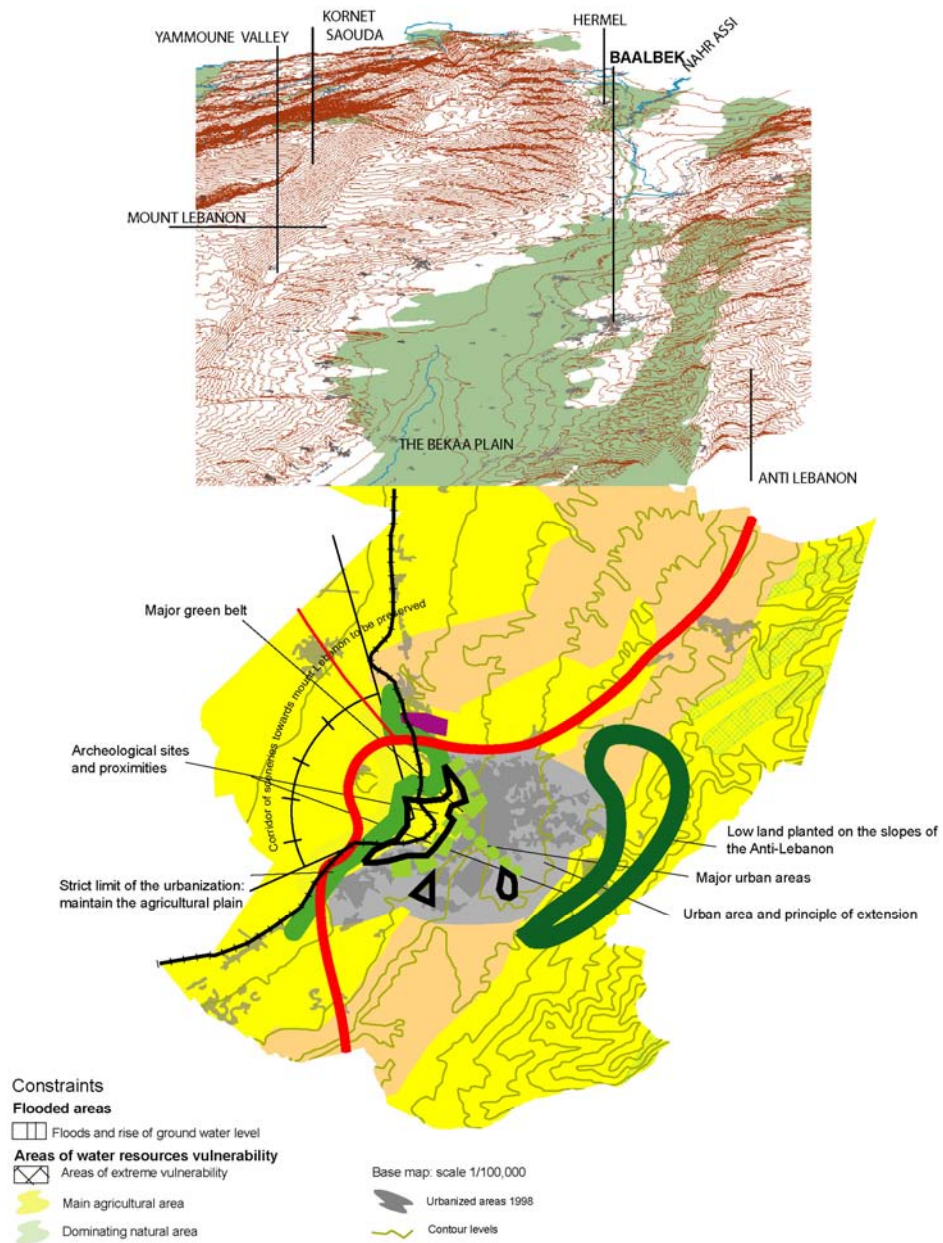 KORNET
SAOUDA
YAMMOUNE VALLEY
HERMEL
BAALBEK
NAHR ASSI
MOUNT LEBANON
THE BEKAA PLAIN
ANTI LEBANON
Major green belt
Corridor of sceneries towards mount Lebanon to be preserved
Archeological sites
and proximities
Strict limit of the urbanization:
maintain the agricultural plain
Low land planted on the slopes of
the Anti-Lebanon
Major urban areas
Urban area and principle of extension
Constraints
Flooded areas
Floods and rise of ground water level
Areas of water resources vulnerability
Areas of extreme vulnerability
Main agricultural area
Dominating natural area
Base map: scale 1/100,000
Urbanized areas 1998
Contour levels